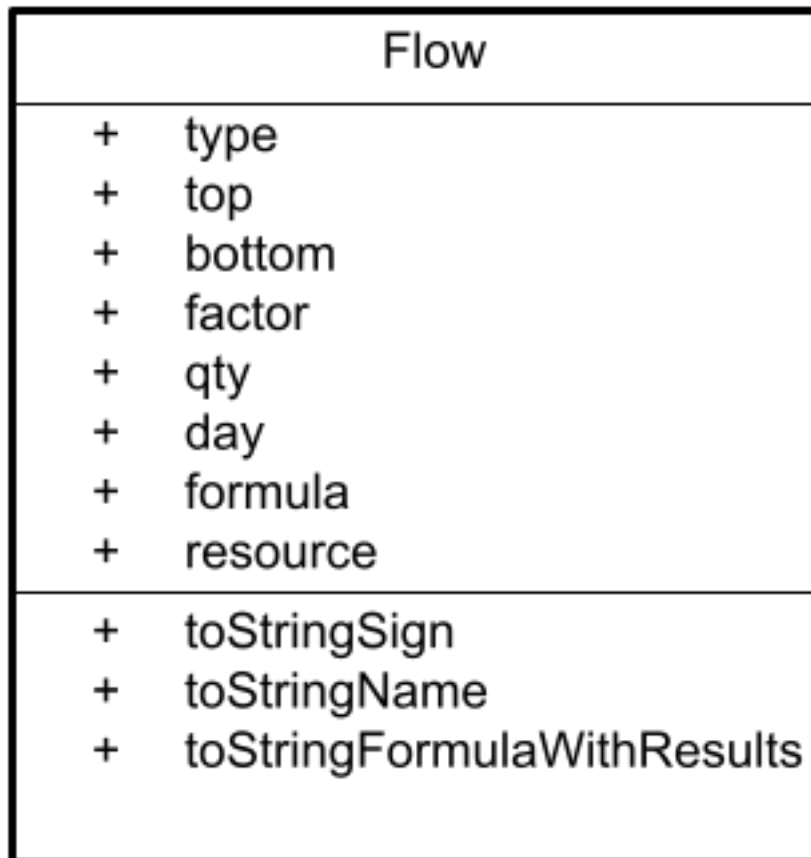 Flow
+ type
+ top
+ bottom
+ factor
+ qty
+ day
+ formula
+ resource
+ toStringSign
+ toStringName
+ toStringFormulaWithResults